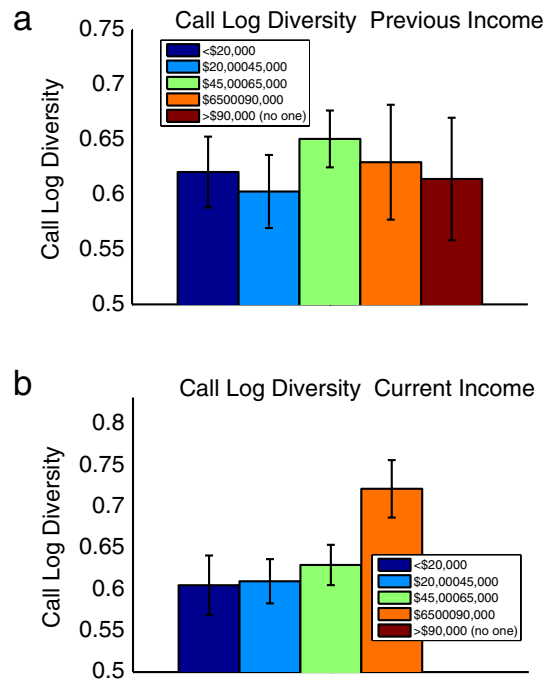 a
Call Log Diversity Previous Income
0.75
0.7
0.65
0.6
0.55
0.5
Call Log Diversity
<$20,000
$20,00045,000
$45,00065,000
$6500090,000
>$90,000 (no one)
b
Call Log Diversity Current Income
0.8
0.75
0.7
0.65
0.6
0.55
0.5
Call Log Diversity
<$20,000
$20,00045,000
$45,00065,000
$6500090,000
>$90,000 (no one)